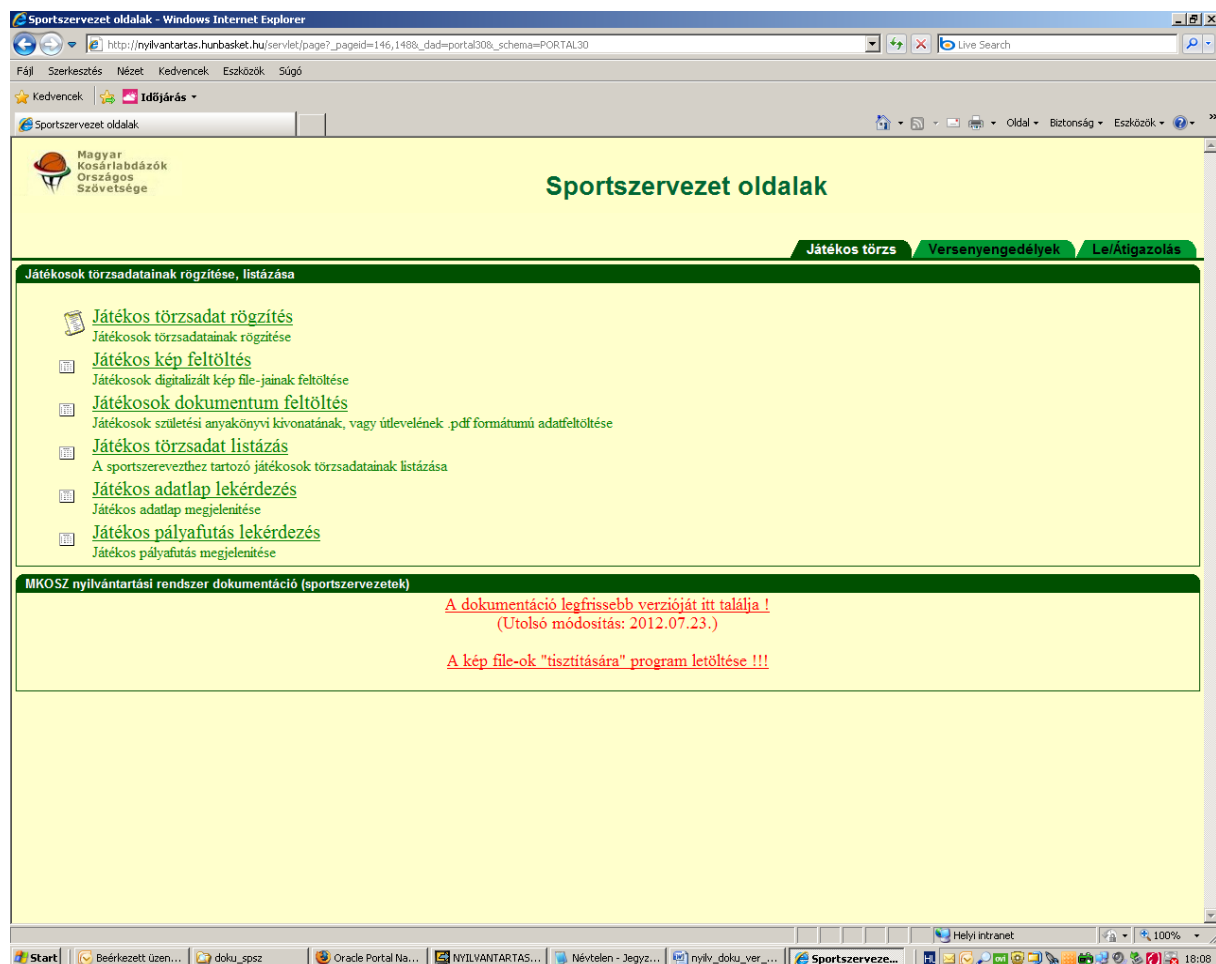 Sportszervezet oldalak - Windows Internet Explorer
http://nyilvantartas.hunbasket.hu/servlet/page?_pageid=146,148&_dad=portal30&_schema=PORTAL30
Live Search
Fájl Szerkesztés Nézet Kedvencek Eszközök Súgó
Kedvencek Időjárás
Sportszervezet oldalak
Oldal Biztonság Eszközök
Magyar
Kosárlabdázók
Országos
Szövetsége
Sportszervezet oldalak
Játékos törzs Versenyengedélyek Le/Átigazolás
Játékosok törzsadatainak rögzítése, listázása
Játékos törzsadat rögzítés
Játékosok törzsadatainak rögzítése
Játékos kép feltöltés
Játékosok digitalizált kép file-jainak feltöltése
Játékosok dokumentum feltöltés
Játékosok születési anyakönyvi kivonatának, vagy útlevelének .pdf formátumú adatfeltöltése
Játékos törzsadat listázás
A sportszerevezthez tartozó játékosok törzsadatainak listázása
Játékos adatlap lekérdezés
Játékos adatlap megjelenitése
Játékos pályafutás lekérdezés
Játékos pályafutás megjelenitése
MKOSZ nyilvántartási rendszer dokumentáció (sportszervezetek)
A dokumentáció legfrissebb verzióját itt találja !
(Utolsó módosítás: 2012.07.23.)
A kép file-ok "tisztítására" program letöltése !!!
Helyi intranet 100%
Start Beérkezett üzen... doku_spsz Oracle Portal Na... NYILVANTARTAS... Névtelen - Jegyz... nyilv_doku_ver_... Sportszerveze... HU 18:08